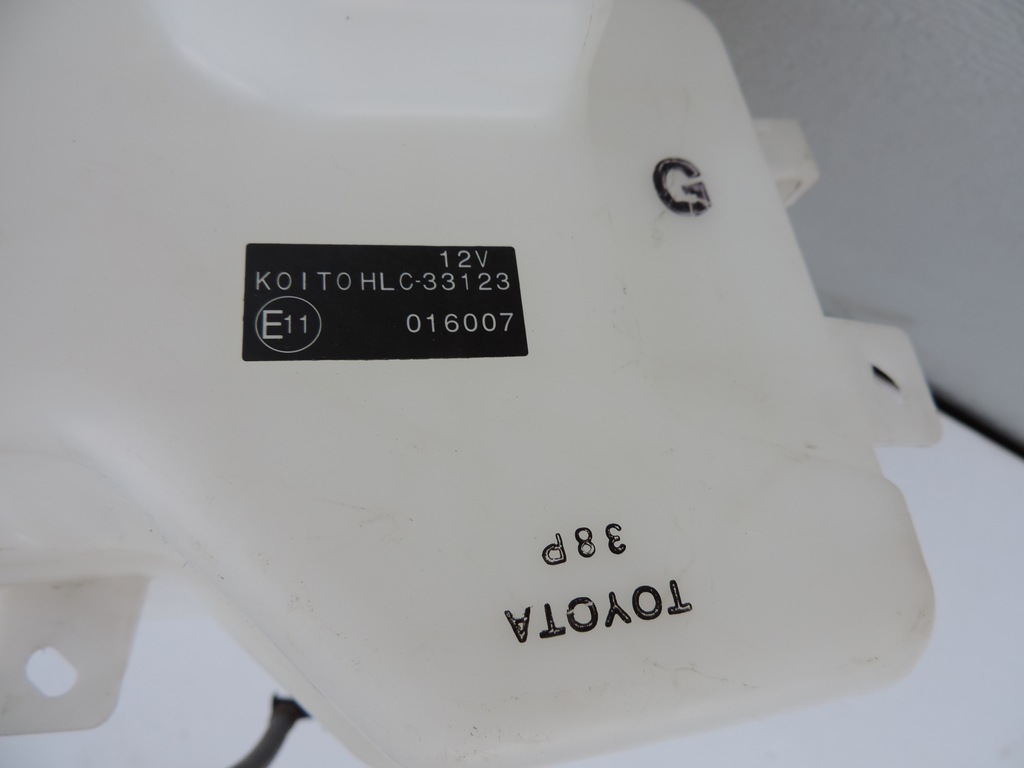 G
12V
KOITO HLC-33123
E11 016007
38P
TOYOTA